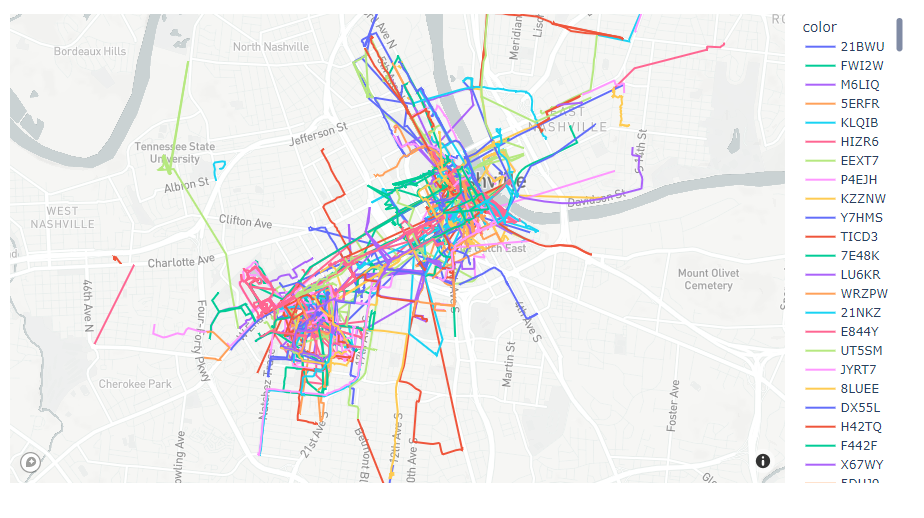 Bordeaux Hills
North Nashville
Meridian
Jefferson St
EAST
NASHVILLE
Tennessee State
University
Albion St
S 14th St
WEST
NASHVILLE
Clifton Ave
Davidson St
Charlotte Ave
46th Ave N
Four-Forty Pkwy
Mount Olivet
Cemetery
4th Ave S
Martin St
Cherokee Park
Natchez Trace
21st Ave S
12th Ave S
Foster Ave
color
21BWU
FWI2W
M6LIQ
5ERFR
KLQIB
HIZR6
EEXT7
P4EJH
KZZNW
Y7HMS
TICD3
7E48K
LU6KR
WRZPW
21NKZ
E844Y
UT5SM
JYRT7
8LUEE
DX55L
H42TQ
F442F
X67WY